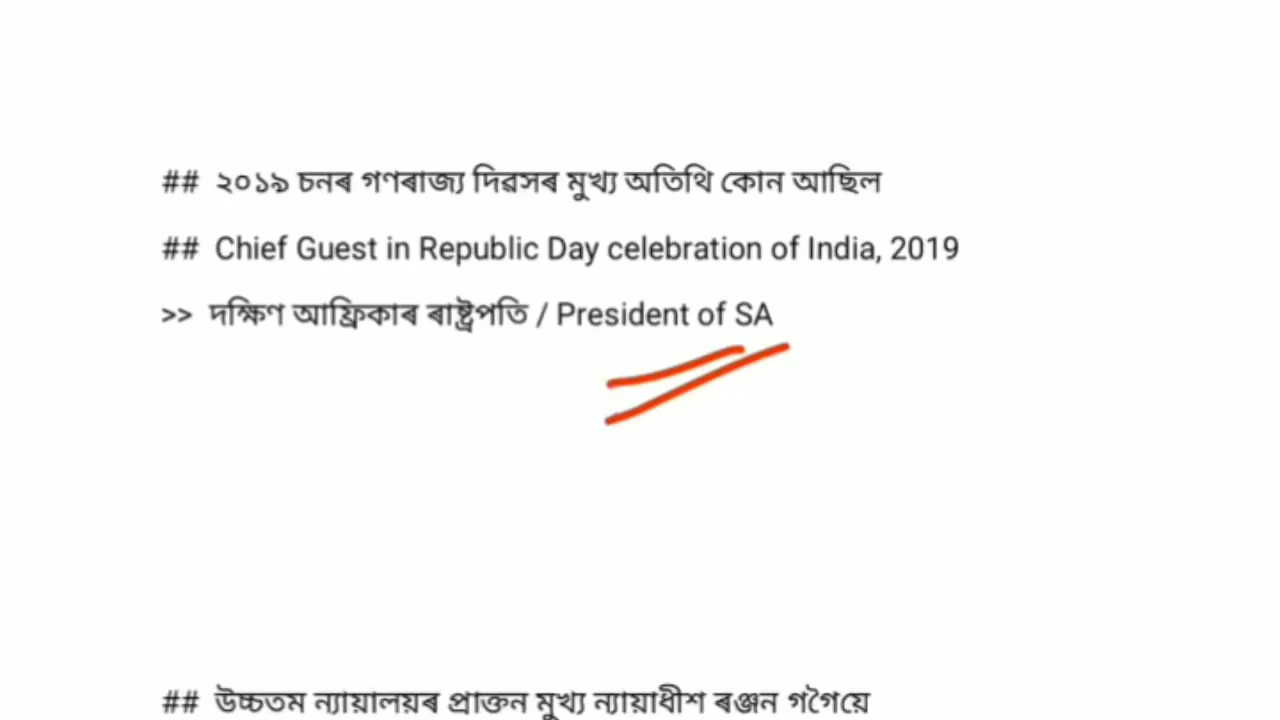 ## ২০১৯ চনৰ গণৰাজ্য দিৱসৰ মুখ্য অতিথি কোন আছিল
## Chief Guest in Republic Day celebration of India, 2019
>> দক্ষিণ আফ্ৰিকাৰ ৰাষ্ট্ৰপতি / President of SA
## উচ্চতম ন্যায়ালয়ৰ প্ৰাক্তন মুখ্য ন্যায়াধীশ ৰঞ্জন গগৈয়ে